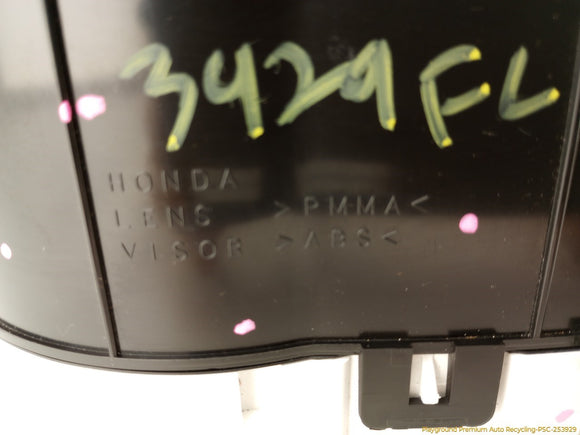 3429FL
HONDA
LENS >PMMA<
VISOR >ABS<
Playground Premium Auto Recycling-PSC-253929